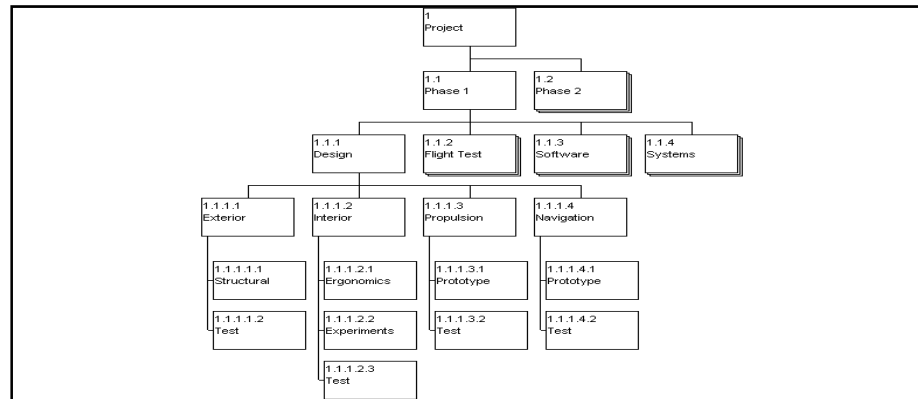 1
Project
1.1
Phase 1
1.2
Phase 2
1.1.1
Design
1.1.2
Flight Test
1.1.3
Software
1.1.4
Systems
1.1.1.1
Exterior
1.1.1.2
Interior
1.1.1.3
Propulsion
1.1.1.4
Navigation
1.1.1.1.1
Structural
1.1.1.2.1
Ergonomics
1.1.1.3.1
Prototype
1.1.1.4.1
Prototype
1.1.1.1.2
Test
1.1.1.2.2
Experiments
1.1.1.3.2
Test
1.1.1.4.2
Test
1.1.1.2.3
Test